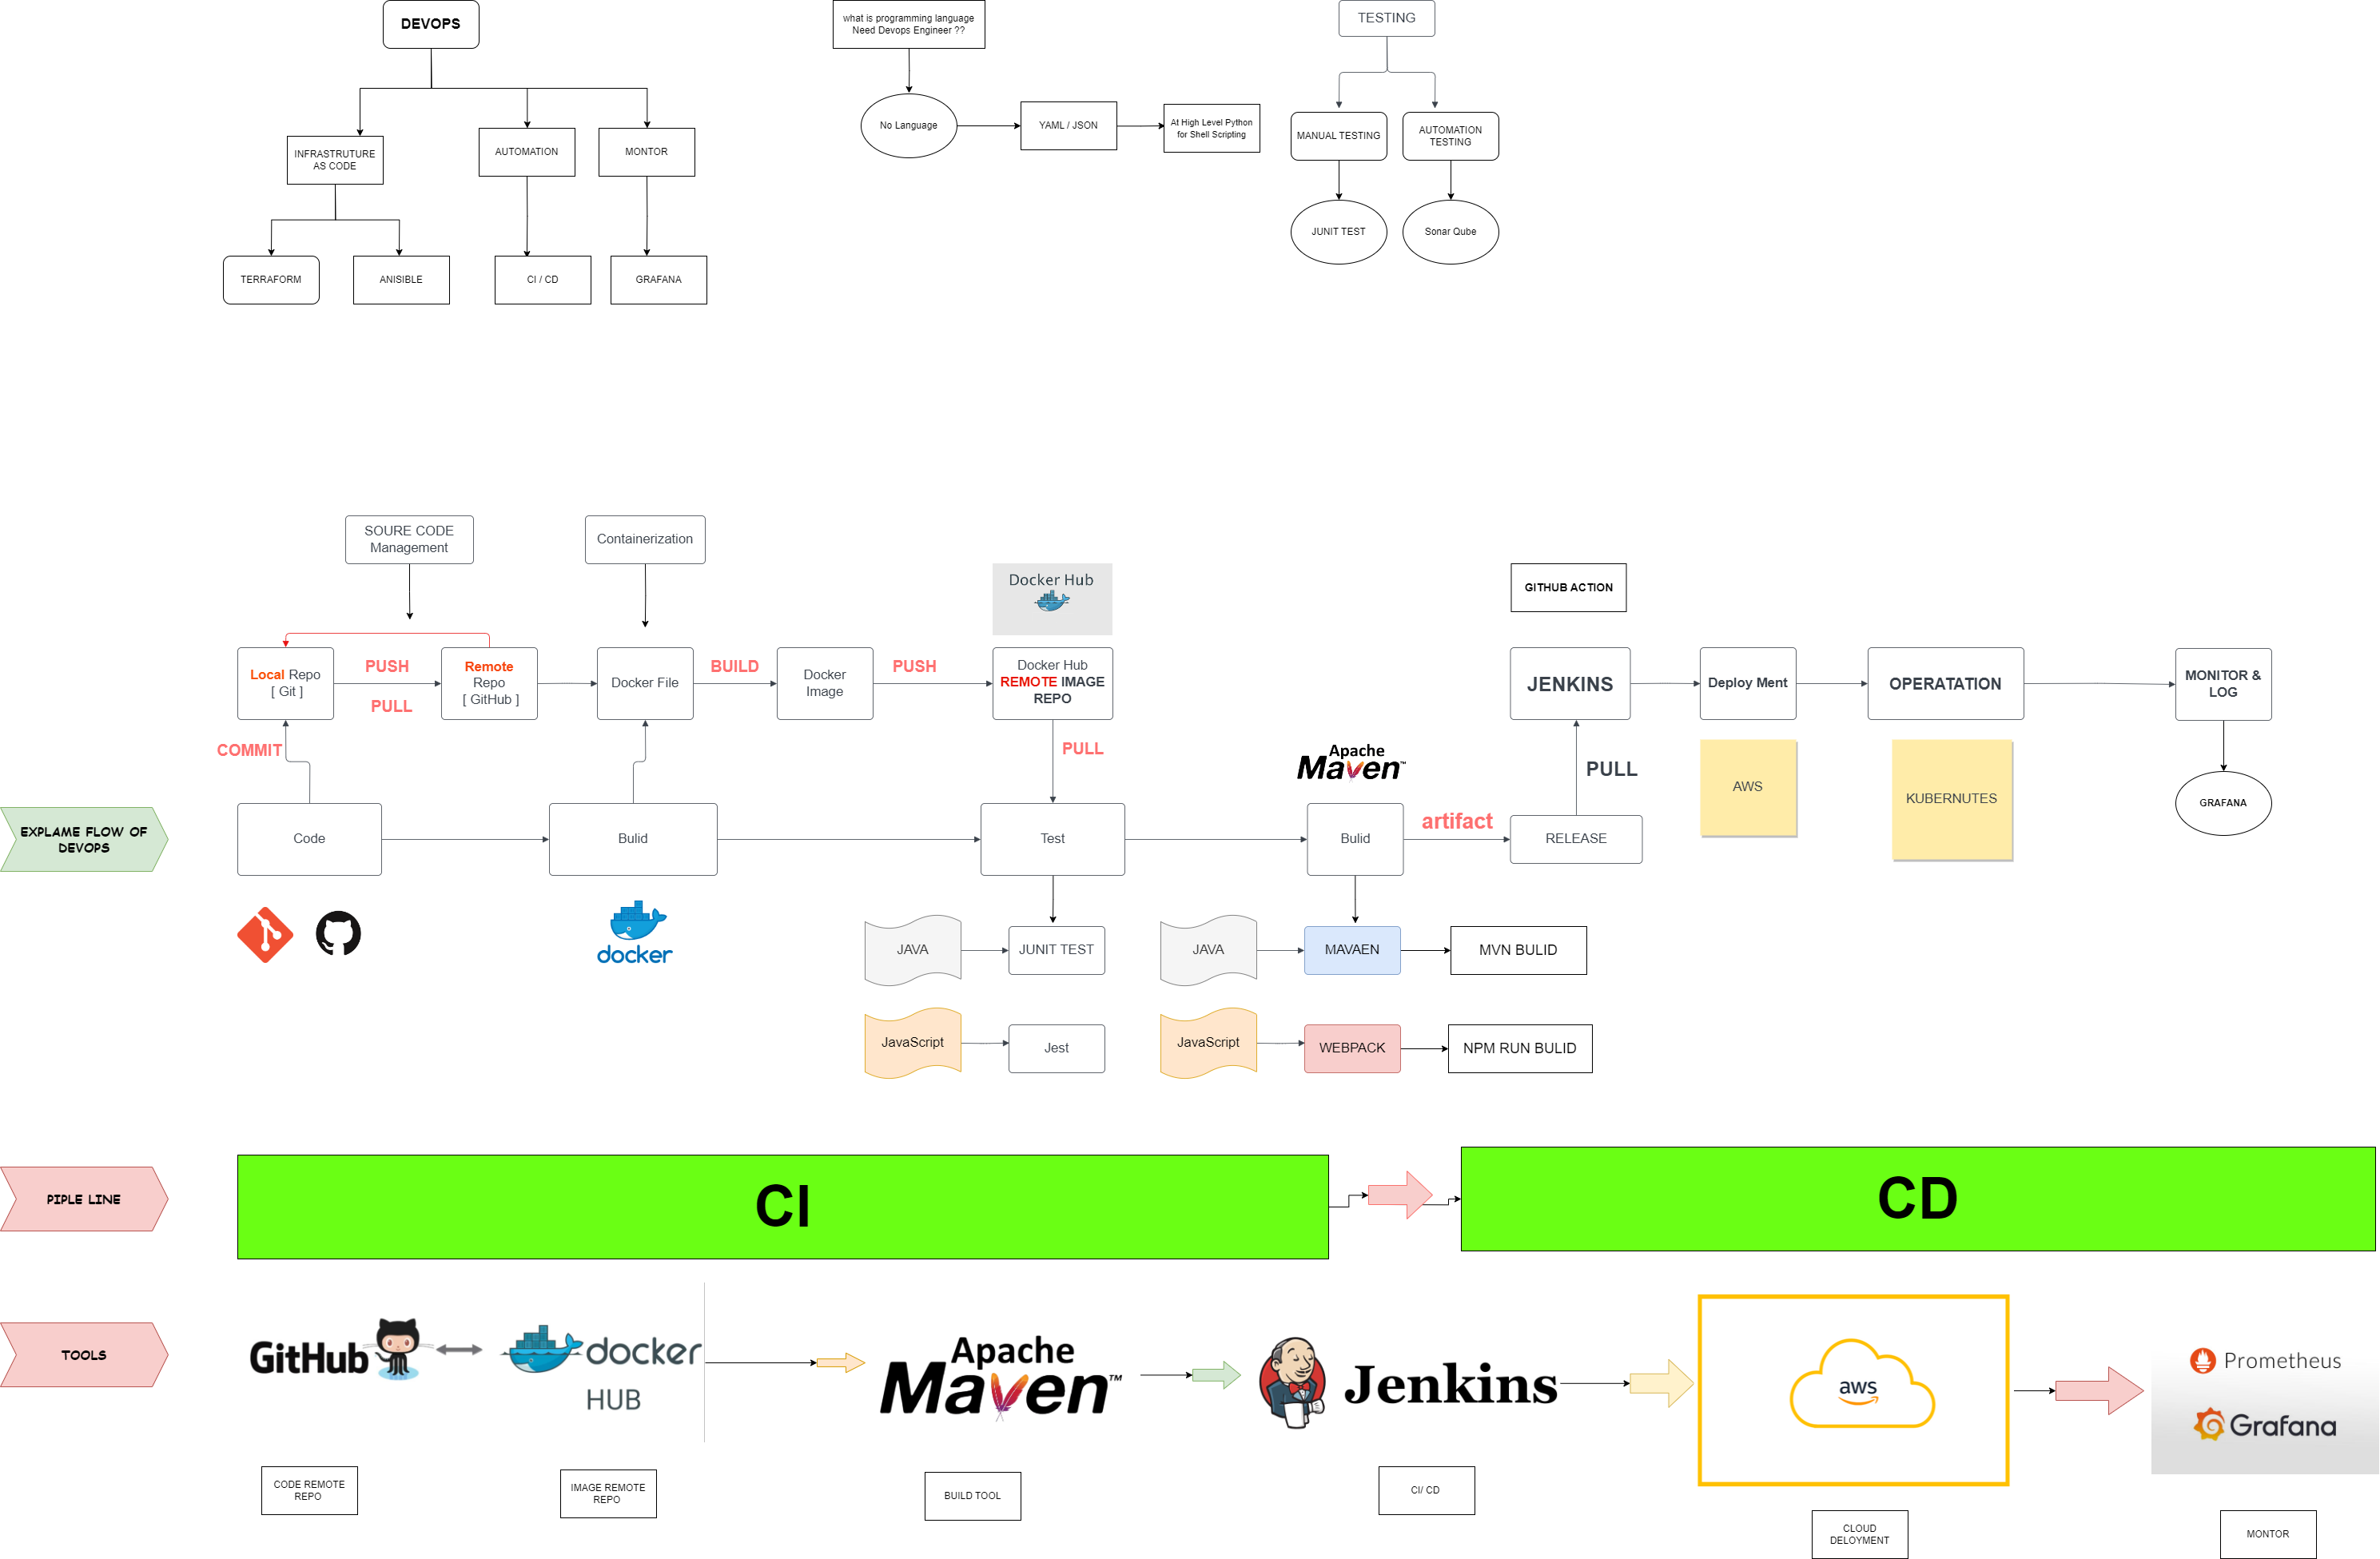 DEVOPS
INFRASTRUTURE
AS CODE
AUTOMATION
MONTOR
TERRAFORM
ANISIBLE
CI / CD
GRAFANA
what is programming language
Need Devops Engineer ??
No Language
YAML / JSON
At High Level Python
for Shell Scripting
TESTING
MANUAL TESTING
AUTOMATION
TESTING
JUNIT TEST
Sonar Qube
SOURE CODE
Management
Containerization
Docker Hub
GITHUB ACTION
Local Repo
[ Git ]
PUSH
PULL
Remote
Repo
[ GitHub ]
Docker File
BUILD
Docker
Image
PUSH
Docker Hub
REMOTE IMAGE
REPO
JENKINS
Deploy Ment
OPERATATION
MONITOR &
LOG
COMMIT
PULL
Apache
Maven™
PULL
AWS
KUBERNUTES
GRAFANA
EXPLAME FLOW OF
DEVOPS
Code
Bulid
Test
Bulid
artifact
RELEASE
docker
JAVA
JUNIT TEST
JAVA
MAVAEN
MVN BULID
JavaScript
Jest
JavaScript
WEBPACK
NPM RUN BULID
PIPLE LINE
CI
CD
TOOLS
GitHub
docker
HUB
Apache
Maven™
Jenkins
aws
Prometheus
Grafana
CODE REMOTE
REPO
IMAGE REMOTE
REPO
BUILD TOOL
CI/ CD
CLOUD
DELOYMENT
MONTOR